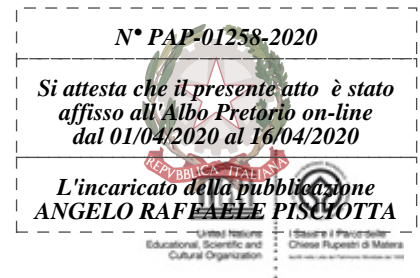 N° PAP-01258-2020
Si attesta che il presente atto è stato
affisso all'Albo Pretorio on-line
dal 01/04/2020 al 16/04/2020
REPVBBLICA ITALIANA
L'incaricato della pubblicazione
ANGELO RAFFAELE PISCIOTTA
United Nations
Educational, Scientific and
Cultural Organization
I Sassi e il Parco delle
Chiese Rupestri di Matera